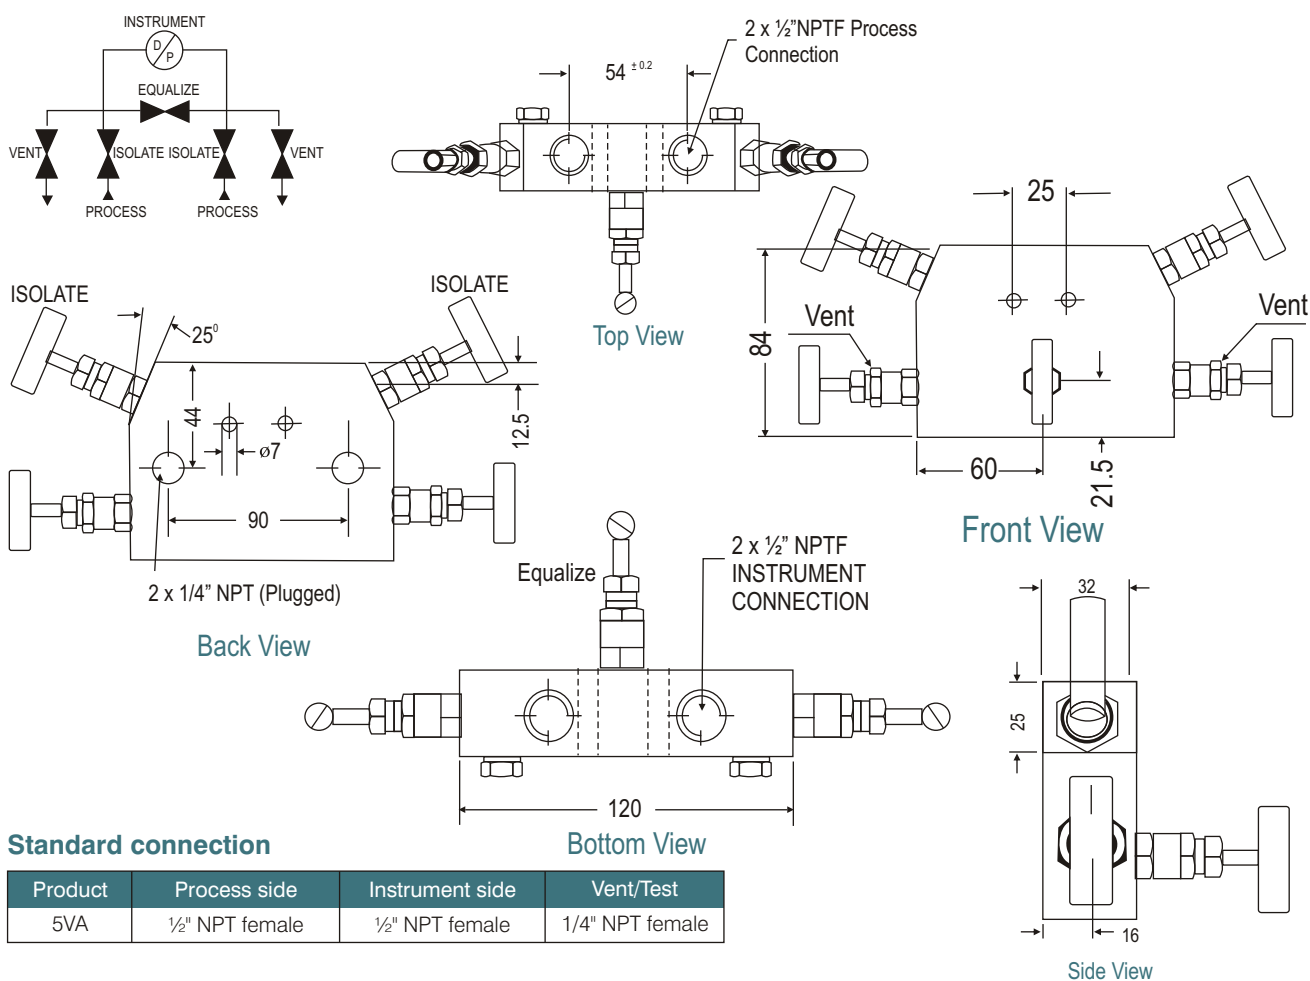 INSTRUMENT
D/P
EQUALIZE
VENT
ISOLATE
ISOLATE
VENT
PROCESS
PROCESS
2 x ½”NPTF Process
Connection
54 ± 0.2
Top View
25
84
Vent
Vent
60
21.5
Front View
ISOLATE
ISOLATE
25⁰
44
12.5
ø7
90
2 x 1/4” NPT (Plugged)
Back View
Equalize
2 x ½” NPTF
INSTRUMENT
CONNECTION
120
Bottom View
32
25
16
Side View
Standard connection
Product Process side Instrument side Vent/Test
5VA ½" NPT female ½" NPT female 1/4" NPT female